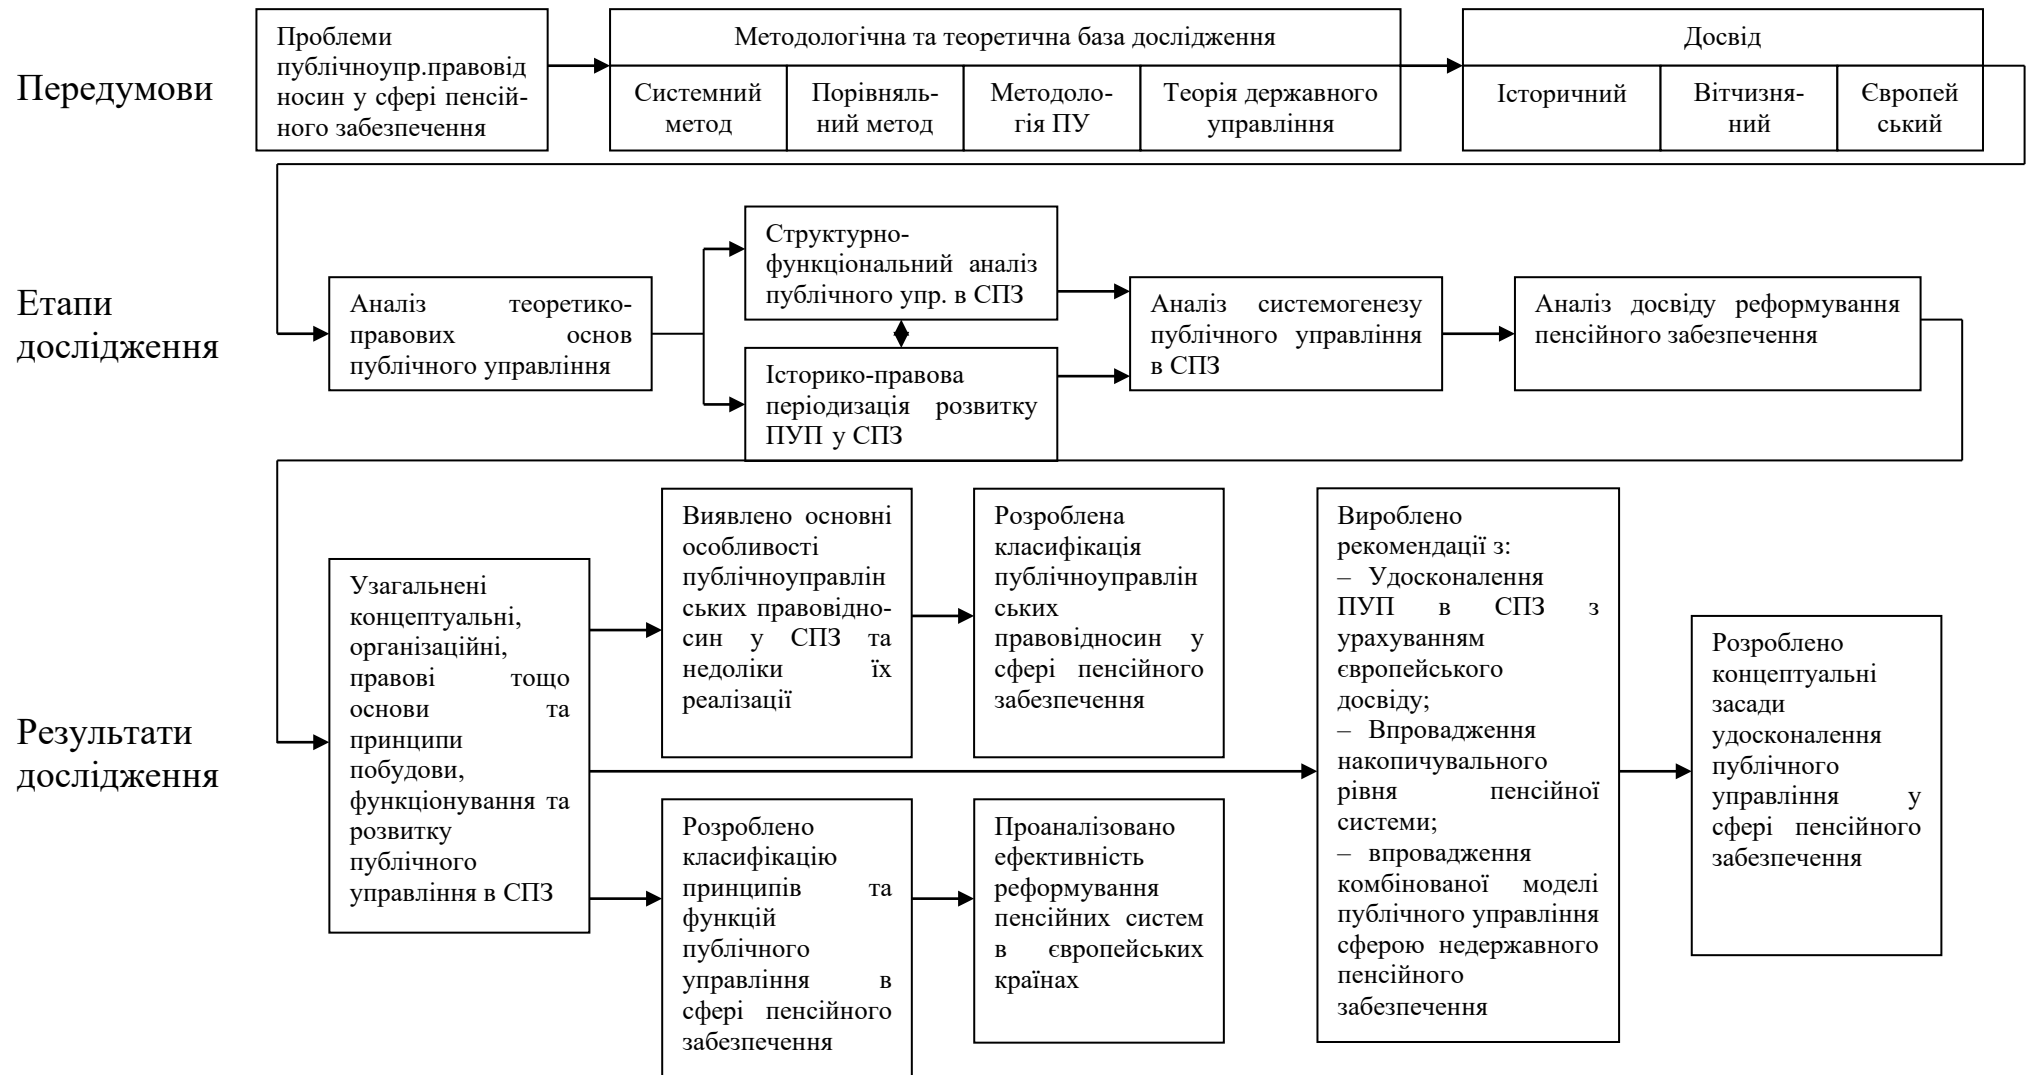 Передумови
Проблеми
публічноупр.правовід
носин у сфері пенсій-
ного забезпечення
Методологічна та теоретична база дослідження
Системний
метод
Порівняль-
ний метод
Методоло-
гія ПУ
Теорія державного
управління
Досвід
Історичний
Вітчизня-
ний
Європей
ський
Етапи
дослідження
Аналіз теоретико-
правових основ
публічного управління
Структурно-
функціональний аналіз
публічного упр. в СПЗ
Історико-правова
періодизація розвитку
ПУП у СПЗ
Аналіз системогенезу
публічного управління
в СПЗ
Аналіз досвіду реформування
пенсійного забезпечення
Результати
дослідження
Узагальнені
концептуальні,
організаційні,
правові тощо
основи та
принципи
побудови,
функціонування та
розвитку
публічного
управління в СПЗ
Виявлено основні
особливості
публічноуправлін
ських правовідно-
син у СПЗ та
недоліки їх
реалізації
Розроблена
класифікація
публічноуправлін
ських
правовідносин у
сфері пенсійного
забезпечення
Розроблено
класифікацію
принципів та
функцій
публічного
управління в
сфері пенсійного
забезпечення
Проаналізовано
ефективність
реформування
пенсійних систем
в європейських
країнах
Вироблено
рекомендації з:
– Удосконалення
ПУП в СПЗ з
урахуванням
європейського
досвіду;
– Впровадження
накопичувального
рівня пенсійної
системи;
– впровадження
комбінованої моделі
публічного управління
сферою недержавного
пенсійного
забезпечення
Розроблено
концептуальні
засади
удосконалення
публічного
управління у
сфері пенсійного
забезпечення